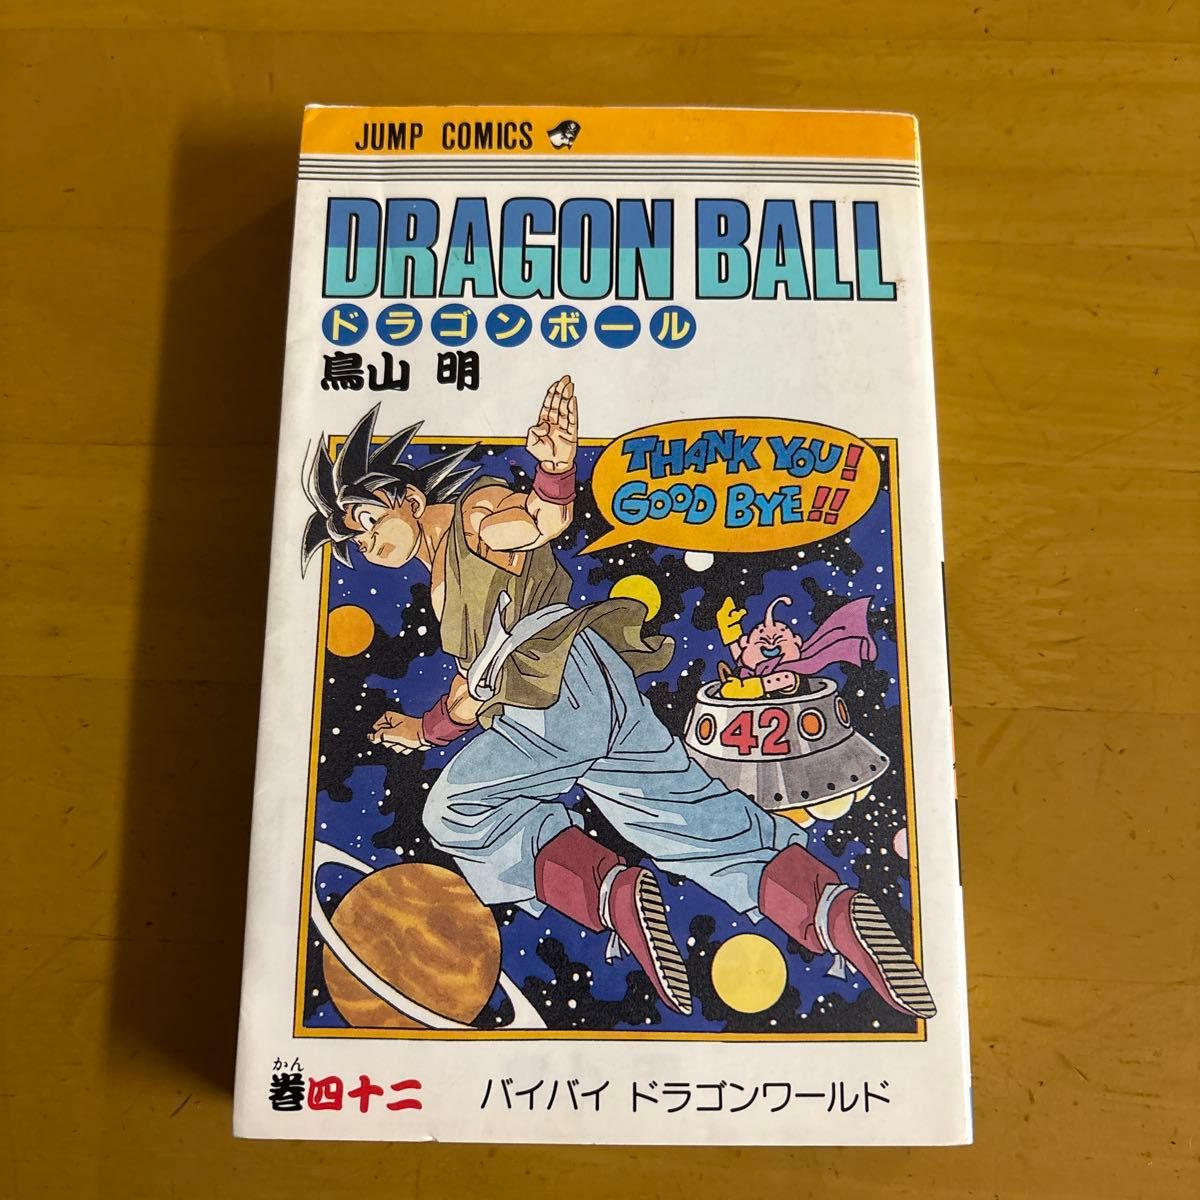 JUMP COMICS
DRAGON BALL
ドラゴンボール
鳥山 明
THANK YOU!
GOOD BYE!!
42
かん
巻四十二 バイバイ ドラゴンワールド